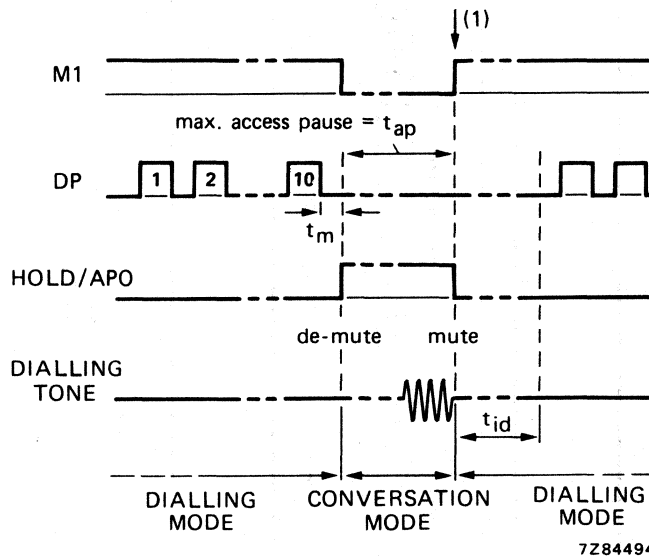 (1)
M1
max. access pause = tap
DP
1 2 10
tm
HOLD/APO
de-mute mute
DIALLING
TONE
tid
DIALLING CONVERSATION DIALLING
MODE MODE MODE
7Z84494